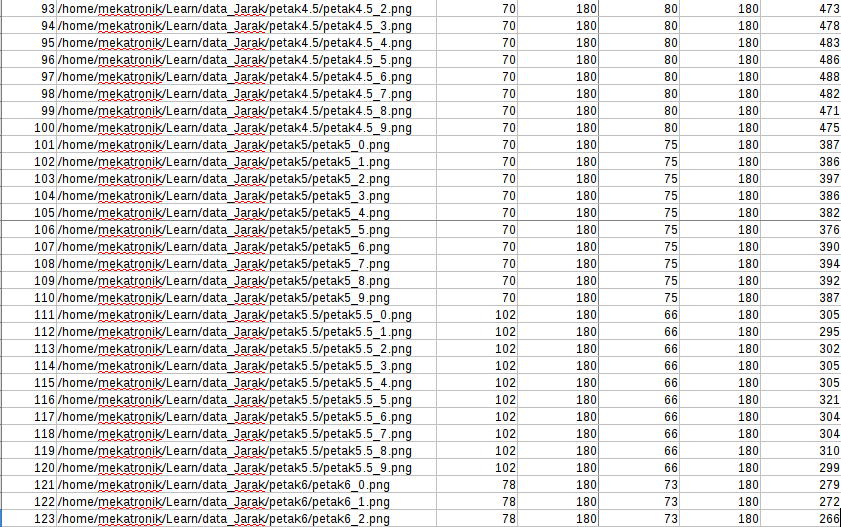 93 /home/mekatronik/Learn/data_Jarak/petak4.5/petak4.5_2.png 70 180 80 180 473
94 /home/mekatronik/Learn/data_Jarak/petak4.5/petak4.5_3.png 70 180 80 180 478
95 /home/mekatronik/Learn/data_Jarak/petak4.5/petak4.5_4.png 70 180 80 180 483
96 /home/mekatronik/Learn/data_Jarak/petak4.5/petak4.5_5.png 70 180 80 180 486
97 /home/mekatronik/Learn/data_Jarak/petak4.5/petak4.5_6.png 70 180 80 180 488
98 /home/mekatronik/Learn/data_Jarak/petak4.5/petak4.5_7.png 70 180 80 180 482
99 /home/mekatronik/Learn/data_Jarak/petak4.5/petak4.5_8.png 70 180 80 180 471
100 /home/mekatronik/Learn/data_Jarak/petak4.5/petak4.5_9.png 70 180 80 180 475
101 /home/mekatronik/Learn/data_Jarak/petak5/petak5_0.png 70 180 75 180 387
102 /home/mekatronik/Learn/data_Jarak/petak5/petak5_1.png 70 180 75 180 386
103 /home/mekatronik/Learn/data_Jarak/petak5/petak5_2.png 70 180 75 180 397
104 /home/mekatronik/Learn/data_Jarak/petak5/petak5_3.png 70 180 75 180 386
105 /home/mekatronik/Learn/data_Jarak/petak5/petak5_4.png 70 180 75 180 382
106 /home/mekatronik/Learn/data_Jarak/petak5/petak5_5.png 70 180 75 180 376
107 /home/mekatronik/Learn/data_Jarak/petak5/petak5_6.png 70 180 75 180 390
108 /home/mekatronik/Learn/data_Jarak/petak5/petak5_7.png 70 180 75 180 394
109 /home/mekatronik/Learn/data_Jarak/petak5/petak5_8.png 70 180 75 180 392
110 /home/mekatronik/Learn/data_Jarak/petak5/petak5_9.png 70 180 75 180 387
111 /home/mekatronik/Learn/data_Jarak/petak5.5/petak5.5_0.png 102 180 66 180 305
112 /home/mekatronik/Learn/data_Jarak/petak5.5/petak5.5_1.png 102 180 66 180 295
113 /home/mekatronik/Learn/data_Jarak/petak5.5/petak5.5_2.png 102 180 66 180 302
114 /home/mekatronik/Learn/data_Jarak/petak5.5/petak5.5_3.png 102 180 66 180 305
115 /home/mekatronik/Learn/data_Jarak/petak5.5/petak5.5_4.png 102 180 66 180 305
116 /home/mekatronik/Learn/data_Jarak/petak5.5/petak5.5_5.png 102 180 66 180 321
117 /home/mekatronik/Learn/data_Jarak/petak5.5/petak5.5_6.png 102 180 66 180 304
118 /home/mekatronik/Learn/data_Jarak/petak5.5/petak5.5_7.png 102 180 66 180 304
119 /home/mekatronik/Learn/data_Jarak/petak5.5/petak5.5_8.png 102 180 66 180 310
120 /home/mekatronik/Learn/data_Jarak/petak5.5/petak5.5_9.png 102 180 66 180 299
121 /home/mekatronik/Learn/data_Jarak/petak6/petak6_0.png 78 180 73 180 279
122 /home/mekatronik/Learn/data_Jarak/petak6/petak6_1.png 78 180 73 180 272
123 /home/mekatronik/Learn/data_Jarak/petak6/petak6_2.png 78 180 73 180 266